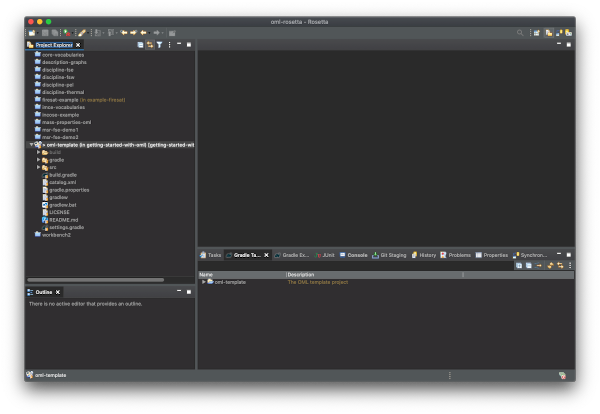 oml-rosetta - Rosetta
Project Explorer
core-vocabularies
description-graphs
discipline-fse
discipline-fsw
discipline-pel
discipline-thermal
firesat-example (in example-firesat)
imce-vocabularies
incose-example
mass-properties-oml
msr-fse-demo1
msr-fse-demo2
oml-template (in getting-started-with-oml) [getting-started-wit
build
gradle
src
build.gradle
catalog.xml
gradle.properties
gradlew
gradlew.bat
LICENSE
README.md
settings.gradle
workbench2
Tasks Gradle Ta... Gradle Ex... JUnit Console Git Staging History Problems Properties Synchron...
Name Description
oml-template The OML template project
Outline
There is no active editor that provides an outline.
oml-template